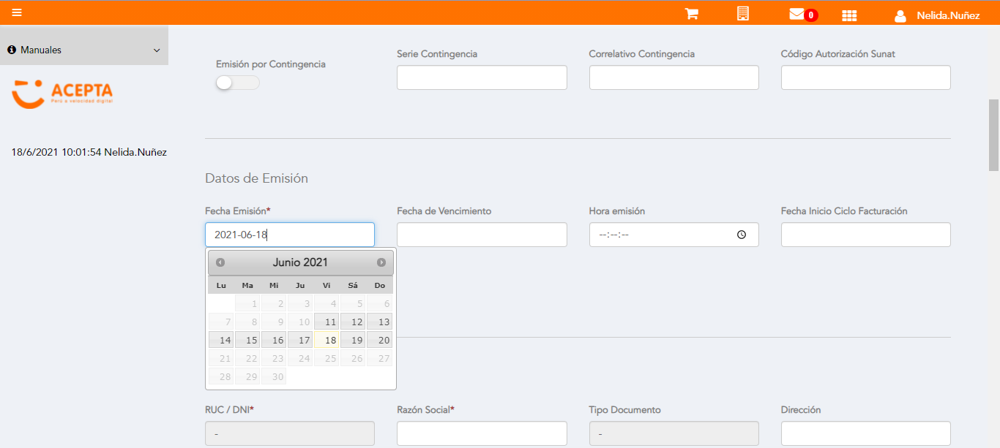 0
Nelida.Nuñez
Manuales
ACEPTA
Perú a velocidad digital
18/6/2021 10:01:54 Nelida.Nuñez
Emisión por Contingencia
Serie Contingencia
Correlativo Contingencia
Código Autorización Sunat
Datos de Emisión
Fecha Emisión*
Fecha de Vencimiento
Hora emisión
Fecha Inicio Ciclo Facturación
2021-06-18
--:--:--
Junio 2021
Lu Ma Mi Ju Vi Sá Do
1 2 3 4 5 6
7 8 9 10 11 12 13
14 15 16 17 18 19 20
21 22 23 24 25 26 27
28 29 30
RUC / DNI*
Razón Social*
Tipo Documento
Dirección
-
-